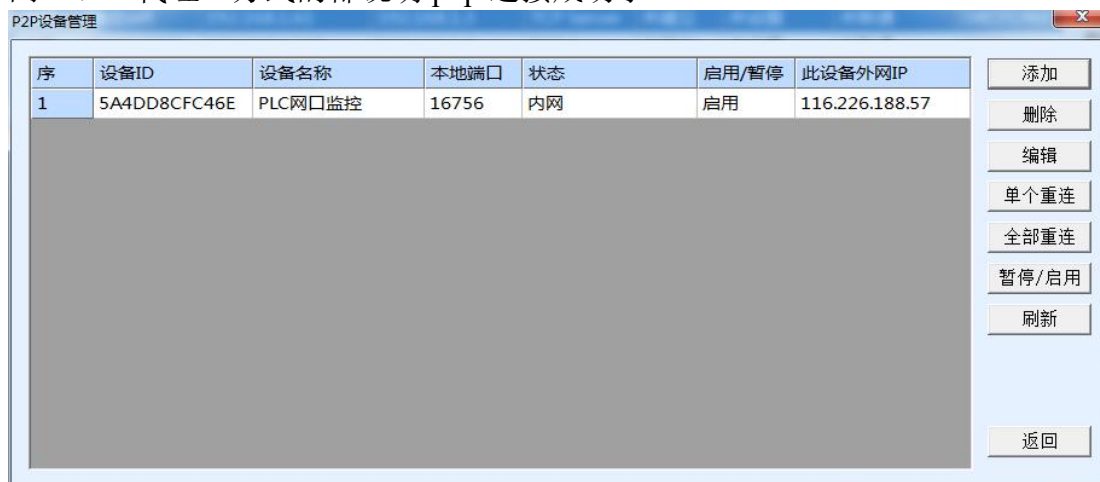 P2P设备管理
序 设备ID 设备名称 本地端口 状态 启用/暂停 此设备外网IP
1 5A4DD8CFC46E PLC网口监控 16756 内网 启用 116.226.188.57
添加
删除
编辑
单个重连
全部重连
暂停/启用
刷新
返回